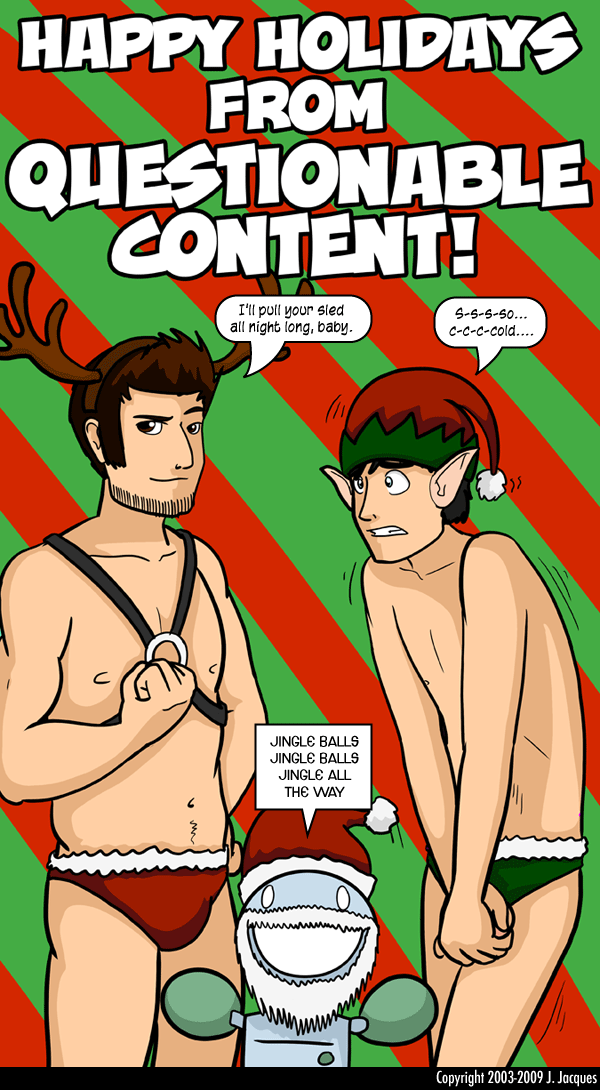 HAPPY HOLIDAYS
FROM
QUESTIONABLE
CONTENT!
I'll pull your sled
all night long, baby.
S-s-s-so...
c-c-c-cold....
JINGLE BALLS
JINGLE BALLS
JINGLE ALL
THE WAY
Copyright 2003-2009 J. Jacques